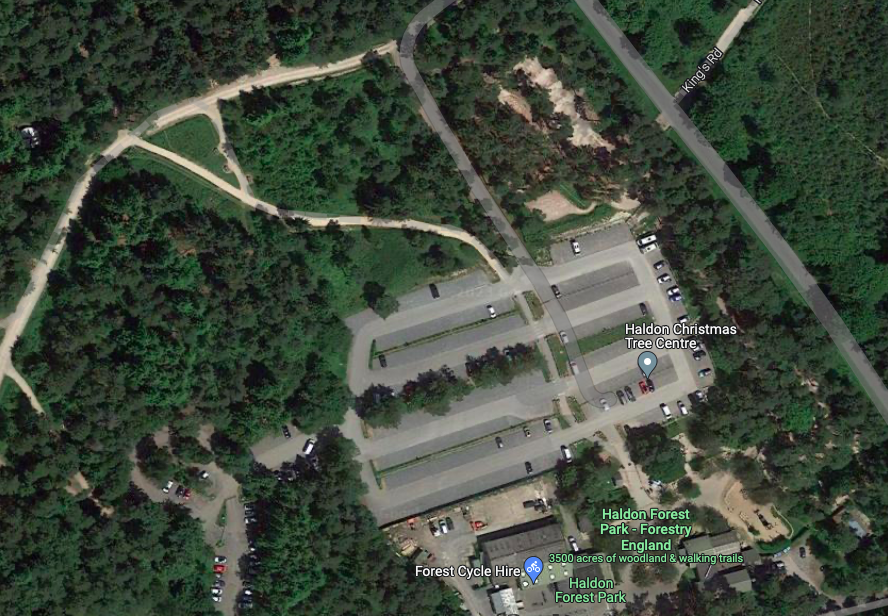 King's Rd
Haldon Christmas
Tree Centre
Haldon Forest
Park - Forestry
England
3500 acres of woodland & walking trails
Forest Cycle Hire
Haldon
Forest Park